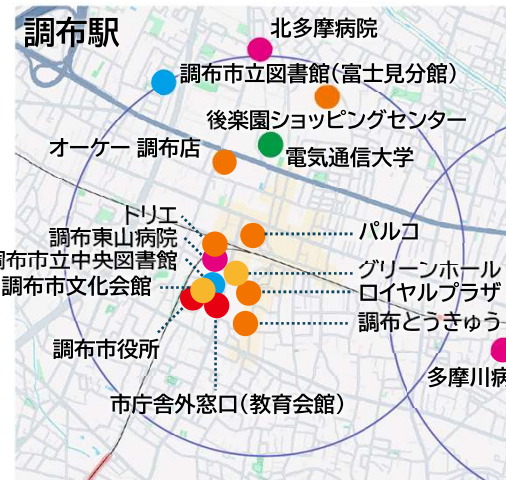 調布駅
北多摩病院
調布市立図書館(富士見分館)
後楽園ショッピングセンター
オーケー 調布店
電気通信大学
トリエ
調布東山病院
調布市立中央図書館
調布市文化会館
パルコ
グリーンホール
ロイヤルプラザ
調布とうきゅう
調布市役所
多摩川病
市庁舎外窓口(教育会館)